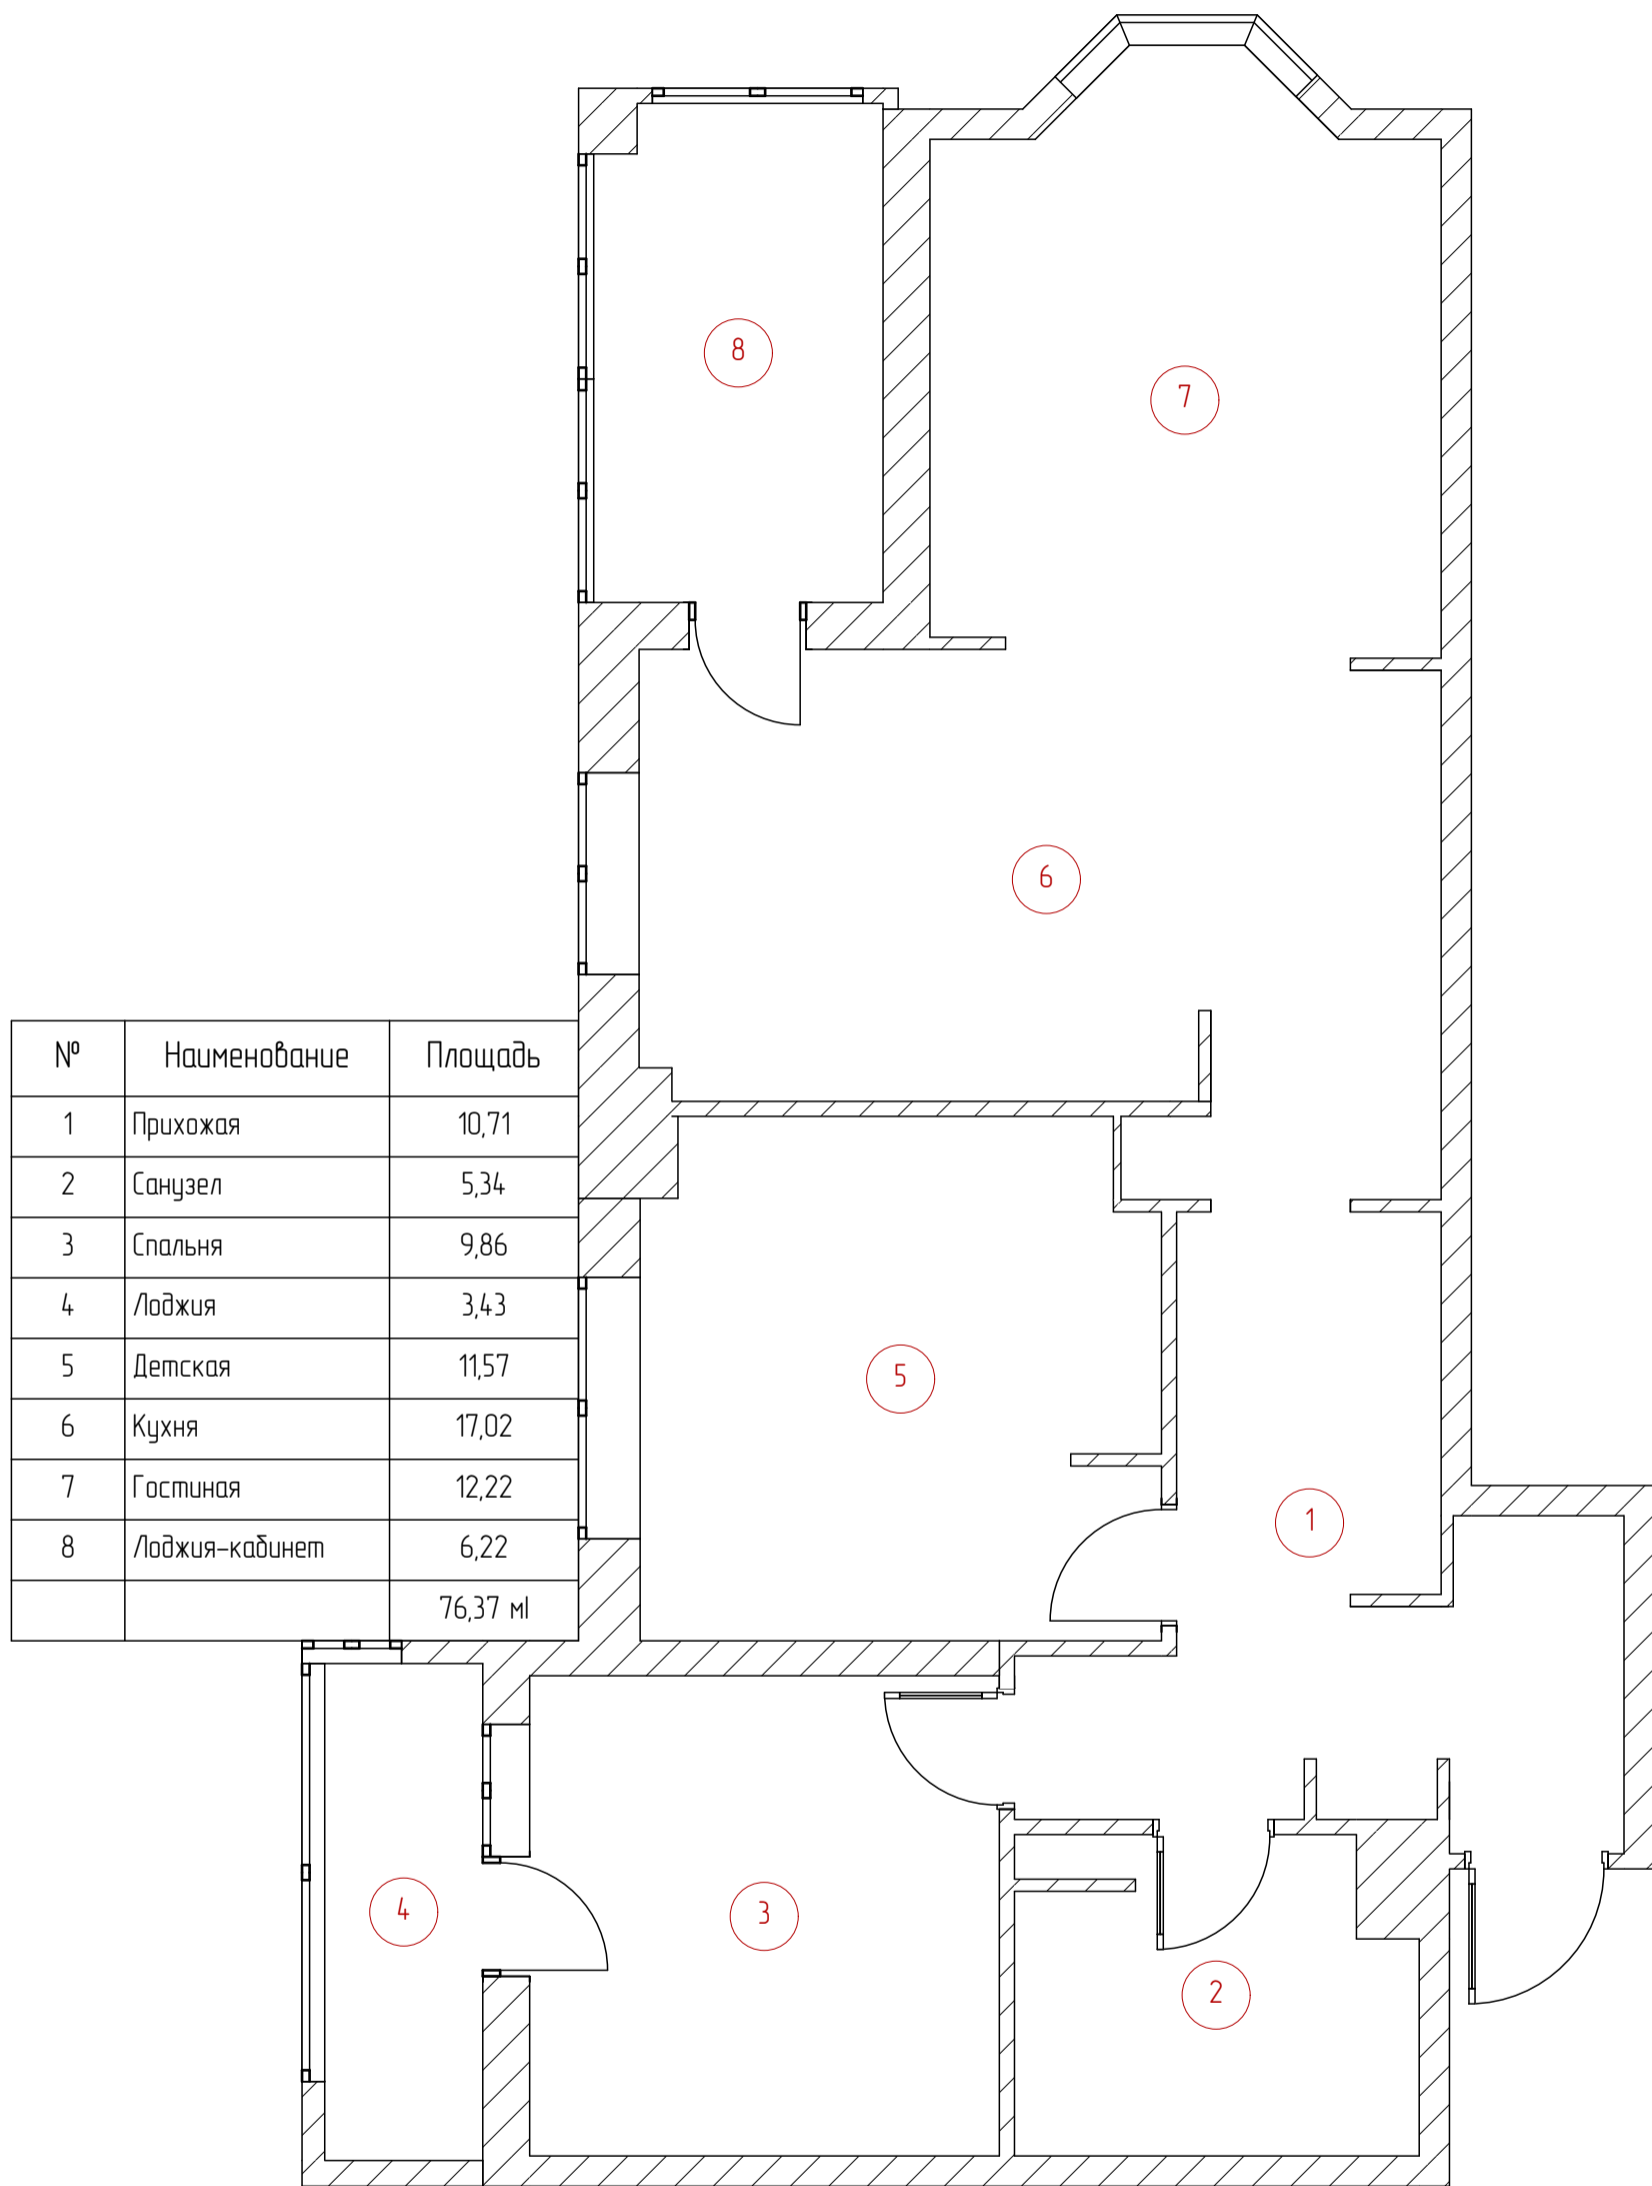 8
7
6
№ Наименование Площадь
1 Прихожая 10,71
2 Санузел 5,34
3 Спальня 9,86
4 Лоджия 3,43
5 Детская 11,57
6 Кухня 17,02
7 Гостиная 12,22
8 Лоджия-кабинет 6,22
76,37 мl
5
1
4
3
2